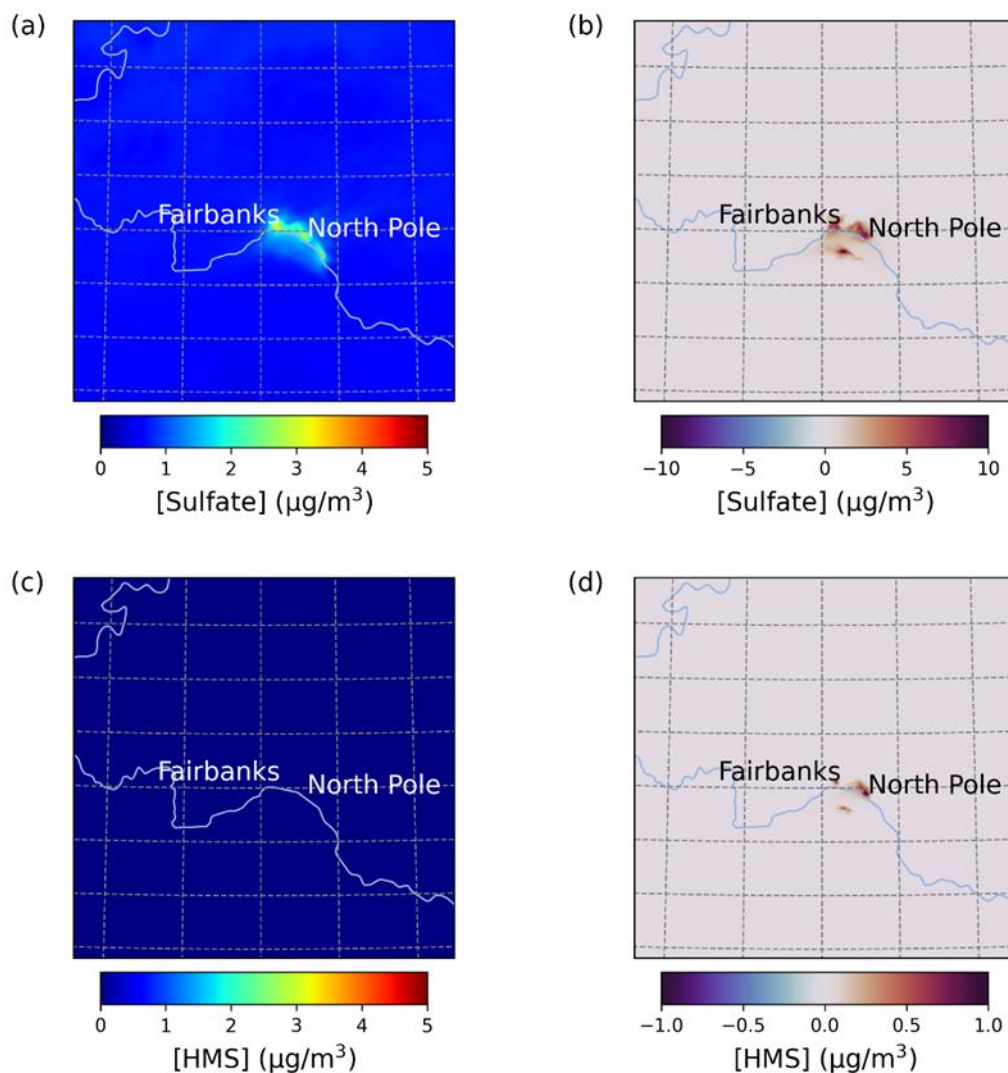 (a)
Fairbanks
North Pole
0 1 2 3 4 5
[Sulfate] (μg/m³)
(b)
Fairbanks
North Pole
−10 −5 0 5 10
[Sulfate] (μg/m³)
(c)
Fairbanks
North Pole
0 1 2 3 4 5
[HMS] (μg/m³)
(d)
Fairbanks
North Pole
−1.0 −0.5 0.0 0.5 1.0
[HMS] (μg/m³)